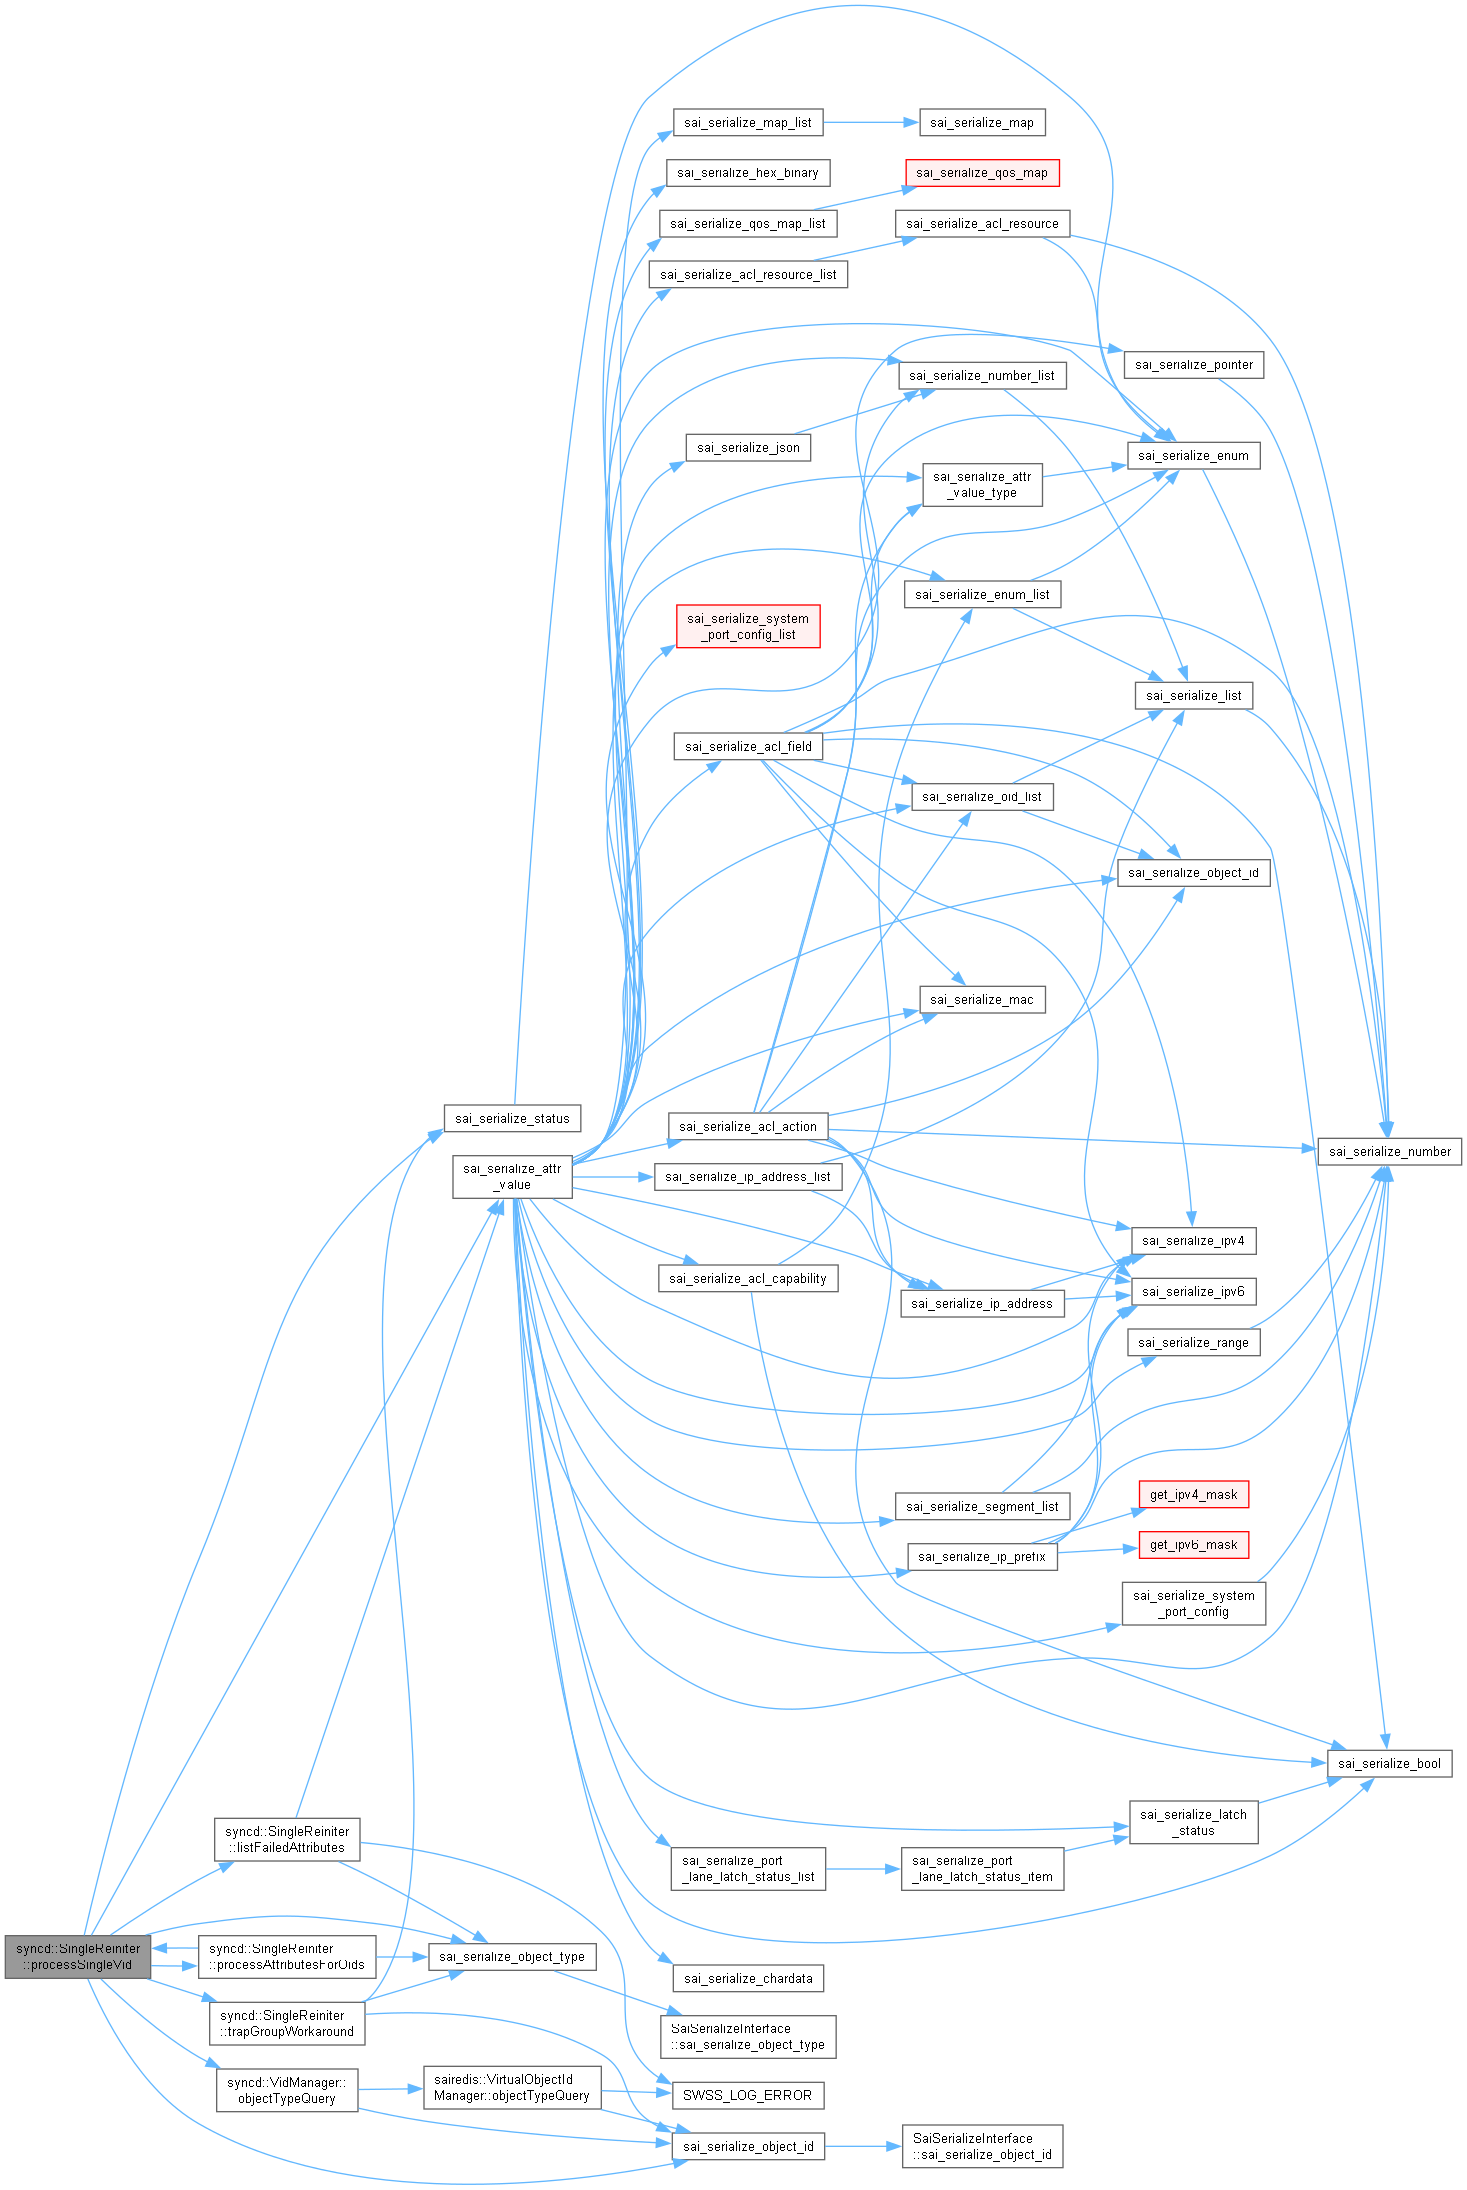 sai_serialize_map_list
sai_serialize_map
sai_serialize_hex_binary
sai_serialize_qos_map
sai_serialize_qos_map_list
sai_serialize_acl_resource
sai_serialize_acl_resource_list
sai_serialize_pointer
sai_serialize_number_list
sai_serialize_json
sai_serialize_enum
sai_serialize_attr
_value_type
sai_serialize_enum_list
sai_serialize_system
_port_config_list
sai_serialize_list
sai_serialize_acl_field
sai_serialize_oid_list
sai_serialize_object_id
sai_serialize_mac
sai_serialize_status
sai_serialize_acl_action
sai_serialize_number
sai_serialize_attr
_value
sai_serialize_ip_address_list
sai_serialize_ipv4
sai_serialize_acl_capability
sai_serialize_ipv6
sai_serialize_ip_address
sai_serialize_range
get_ipv4_mask
sai_serialize_segment_list
get_ipv6_mask
sai_serialize_ip_prefix
sai_serialize_system
_port_config
sai_serialize_bool
sai_serialize_latch
_status
syncd::SingleReiniter
::listFailedAttributes
sai_serialize_port
_lane_latch_status_list
sai_serialize_port
_lane_latch_status_item
syncd::SingleReiniter
::processSingleVid
syncd::SingleReiniter
::processAttributesForOids
sai_serialize_object_type
sai_serialize_chardata
syncd::SingleReiniter
::trapGroupWorkaround
SaiSerializeInterface
::sai_serialize_object_type
syncd::VidManager::
objectTypeQuery
sairedis::VirtualObjectId
Manager::objectTypeQuery
SWSS_LOG_ERROR
sai_serialize_object_id
SaiSerializeInterface
::sai_serialize_object_id